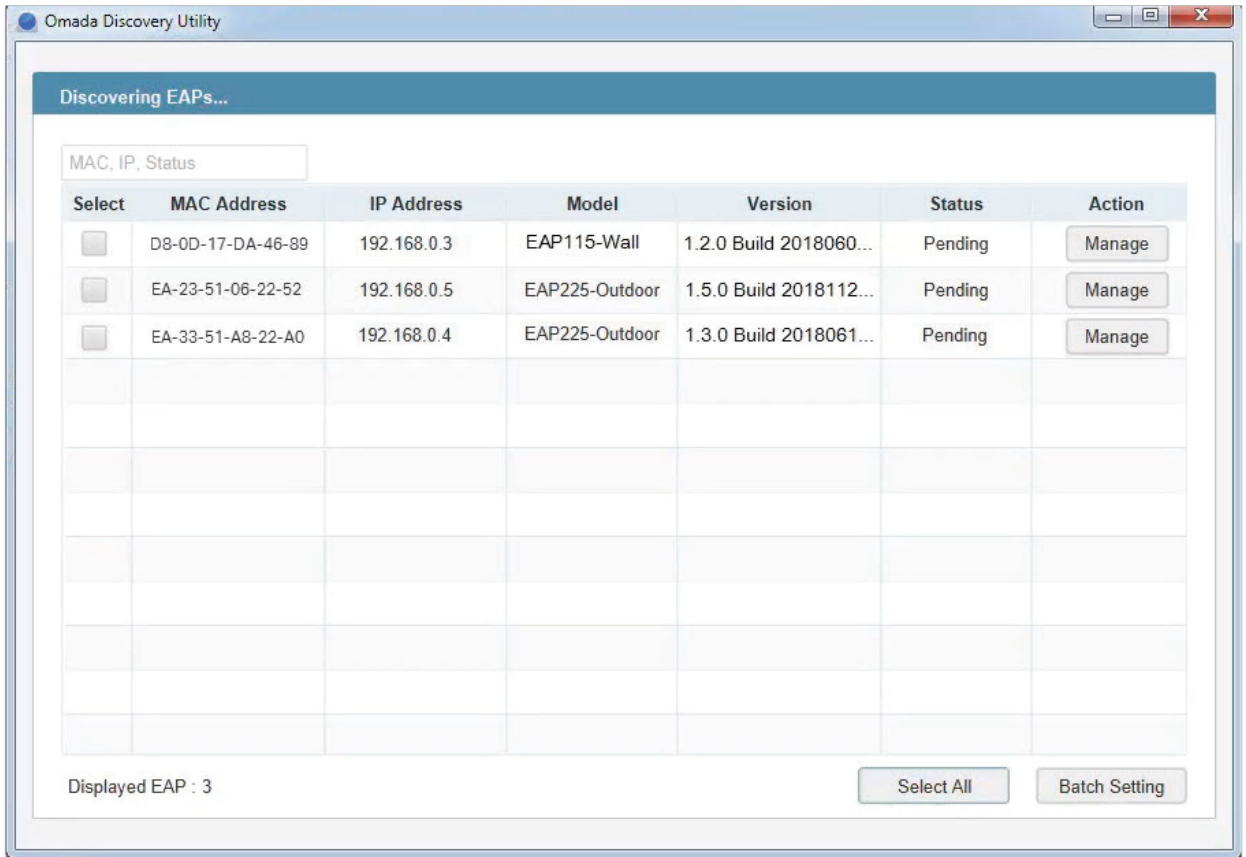 Omada Discovery Utility
Discovering EAPs...
MAC, IP, Status
Select MAC Address IP Address Model Version Status Action
D8-0D-17-DA-46-89 192.168.0.3 EAP115-Wall 1.2.0 Build 2018060... Pending Manage
EA-23-51-06-22-52 192.168.0.5 EAP225-Outdoor 1.5.0 Build 2018112... Pending Manage
EA-33-51-A8-22-A0 192.168.0.4 EAP225-Outdoor 1.3.0 Build 2018061... Pending Manage
Displayed EAP : 3 Select All Batch Setting